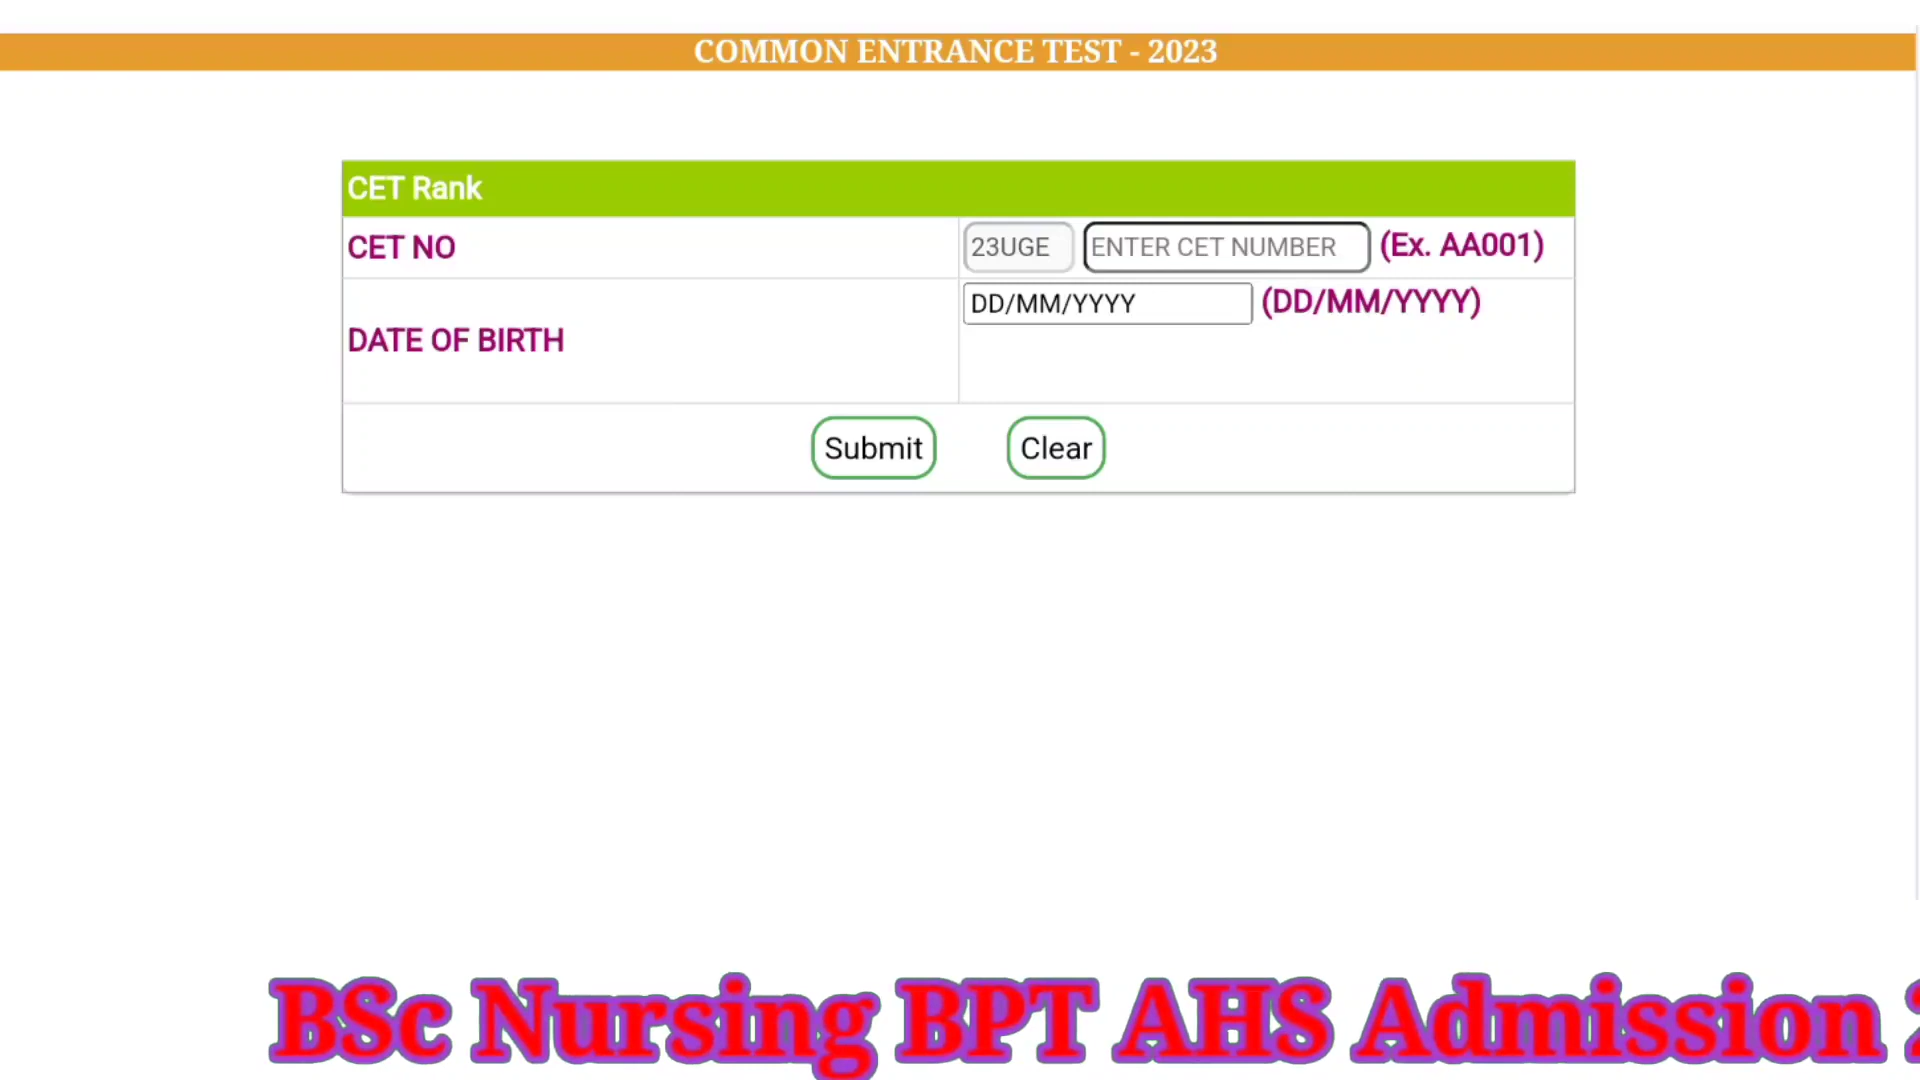 COMMON ENTRANCE TEST - 2023
CET Rank
CET NO 23UGE ENTER CET NUMBER (Ex. AA001)
DATE OF BIRTH DD/MM/YYYY (DD/MM/YYYY)
Submit Clear
BSc Nursing BPT AHS Admission